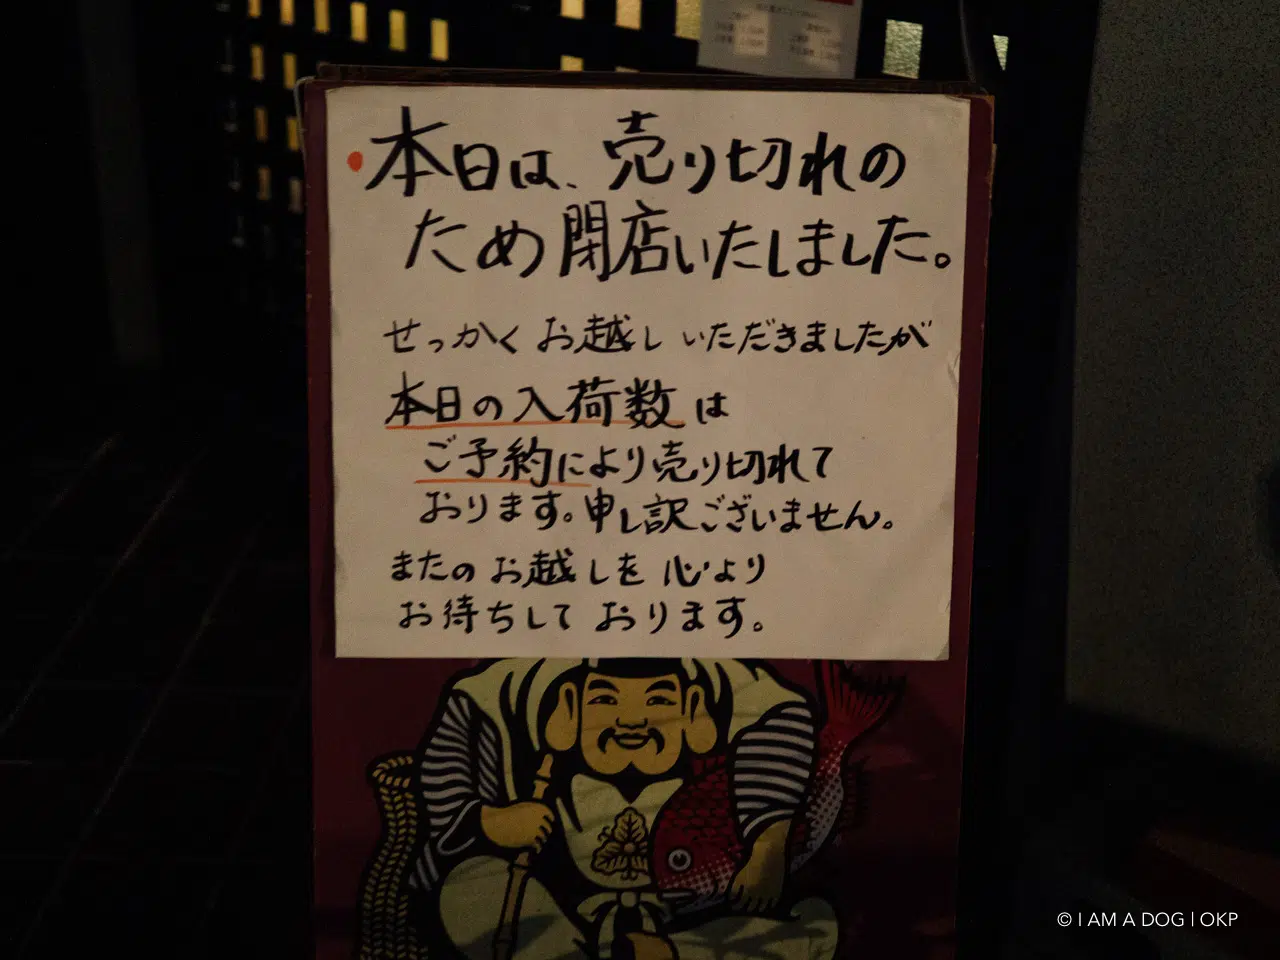 ・本日は、売り切れの
ため閉店いたしました。
せっかくお越しいただきましたが
本日の入荷数は
ご予約により売り切れて
おります。申し訳ございません。
またのお越しを心より
お待ちしております。
© I AM A DOG | OKP